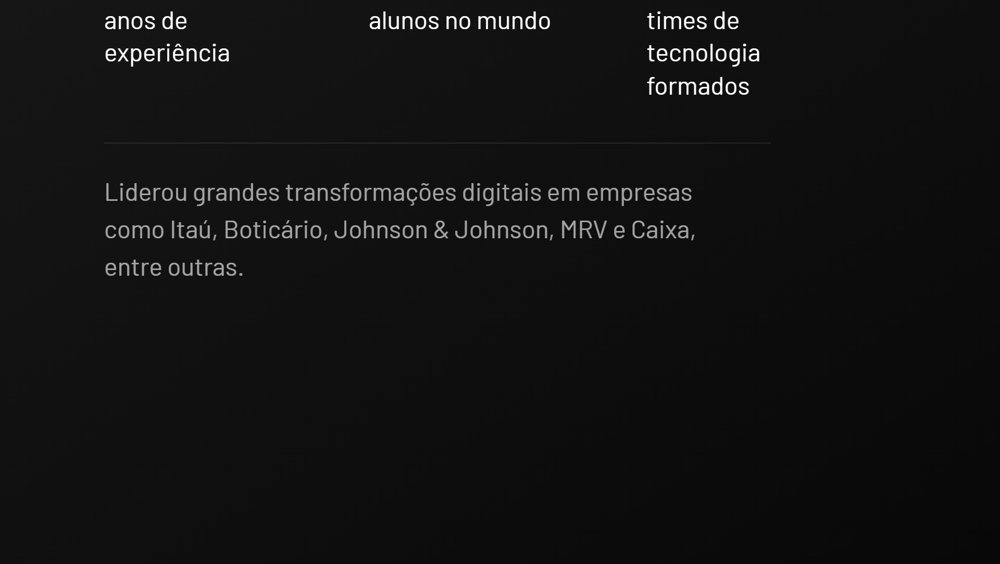 anos de
experiência
alunos no mundo
times de
tecnologia
formados
Liderou grandes transformações digitais em empresas
como Itaú, Boticário, Johnson & Johnson, MRV e Caixa,
entre outras.